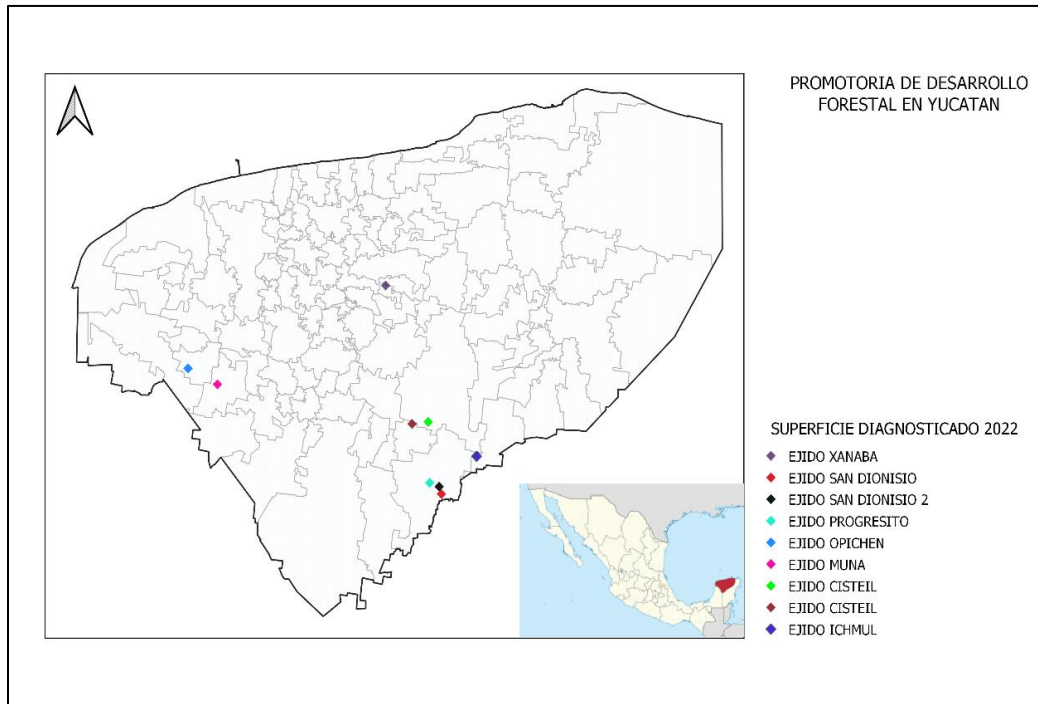 PROMOTORIA DE DESARROLLO
FORESTAL EN YUCATAN
SUPERFICIE DIAGNOSTICADO 2022
EJIDO XANABA
EJIDO SAN DIONISIO
EJIDO SAN DIONISIO 2
EJIDO PROGRESITO
EJIDO OPICHEN
EJIDO MUNA
EJIDO CISTEIL
EJIDO CISTEIL
EJIDO ICHMUL